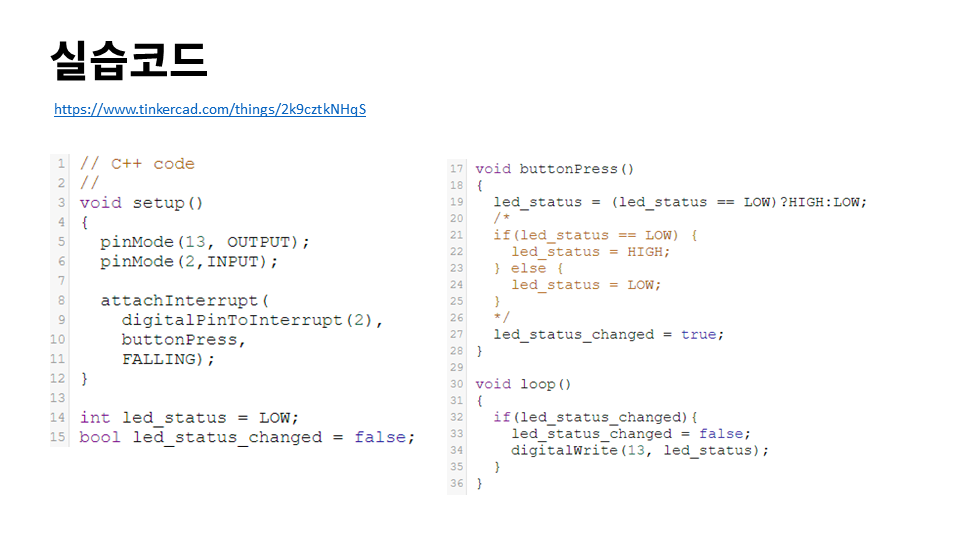 실습코드
https://www.tinkercad.com/things/2k9cztkNHqS
1 // C++ code
2 //
3 void setup()
4 {
5   pinMode(13, OUTPUT);
6   pinMode(2,INPUT);
7
8   attachInterrupt(
9     digitalPinToInterrupt(2),
10     buttonPress,
11     FALLING);
12 }
13
14 int led_status = LOW;
15 bool led_status_changed = false;
17 void buttonPress()
18 {
19   led_status = (led_status == LOW)?HIGH:LOW;
20   /*
21   if(led_status == LOW) {
22     led_status = HIGH;
23   } else {
24     led_status = LOW;
25   }
26   */
27   led_status_changed = true;
28 }
29
30 void loop()
31 {
32   if(led_status_changed){
33     led_status_changed = false;
34     digitalWrite(13, led_status);
35   }
36 }